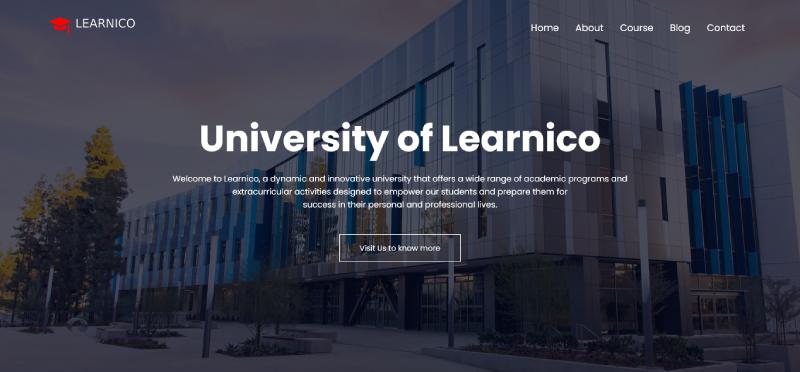 LEARNICO
Home About Course Blog Contact
University of Learnico
Welcome to Learnico, a dynamic and innovative university that offers a wide range of academic programs and
extracurricular activities designed to empower our students and prepare them for
success in their personal and professional lives.
Visit Us to know more